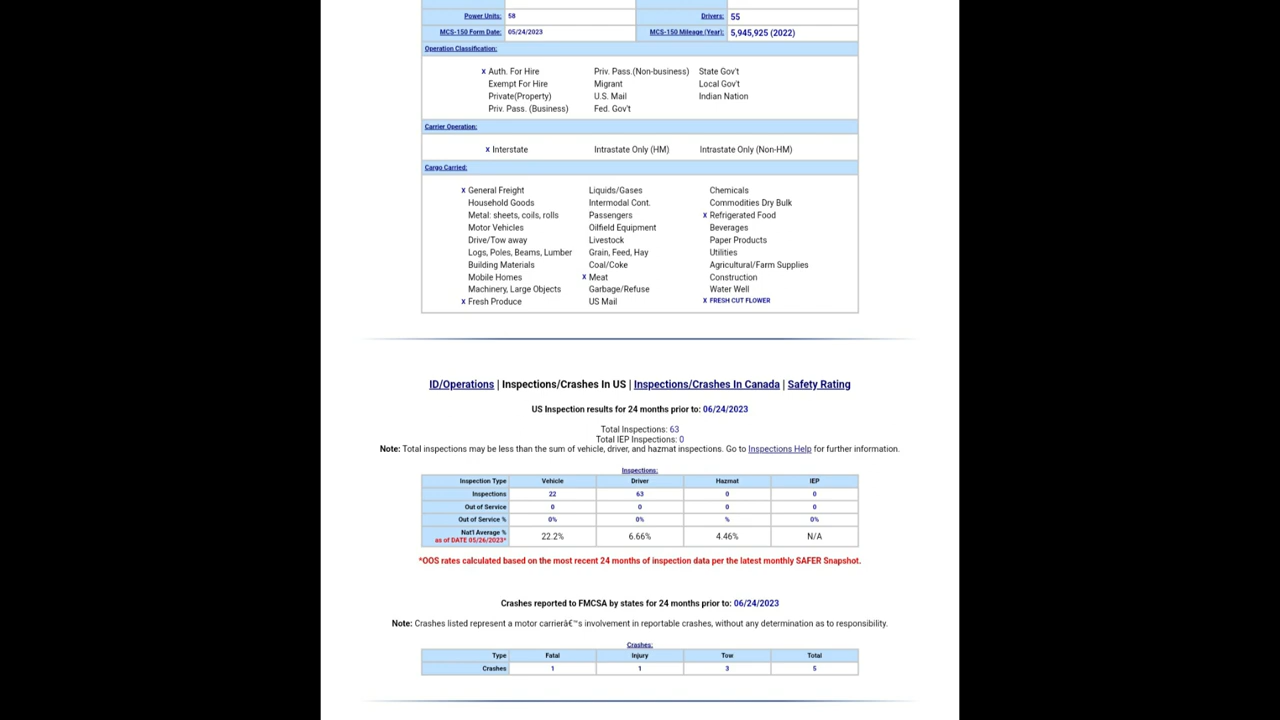 Power Units: 58 Drivers: 55
MCS-150 Form Date: 05/24/2023 MCS-150 Mileage (Year): 5,945,925 (2022)
Operation Classification:
x Auth. For Hire Priv. Pass.(Non-business) State Gov't
Exempt For Hire Migrant Local Gov't
Private(Property) U.S. Mail Indian Nation
Priv. Pass. (Business) Fed. Gov't
Carrier Operation:
x Interstate Intrastate Only (HM) Intrastate Only (Non-HM)
Cargo Carried:
x General Freight Liquids/Gases Chemicals
Household Goods Intermodal Cont. Commodities Dry Bulk
Metal: sheets, coils, rolls Passengers x Refrigerated Food
Motor Vehicles Oilfield Equipment Beverages
Drive/Tow away Livestock Paper Products
Logs, Poles, Beams, Lumber Grain, Feed, Hay Utilities
Building Materials Coal/Coke Agricultural/Farm Supplies
Mobile Homes x Meat Construction
Machinery, Large Objects Garbage/Refuse Water Well
x Fresh Produce US Mail X FRESH CUT FLOWER
ID/Operations | Inspections/Crashes In US | Inspections/Crashes In Canada | Safety Rating
US Inspection results for 24 months prior to: 06/24/2023
Total Inspections: 63
Total IEP Inspections: 0
Note: Total inspections may be less than the sum of vehicle, driver, and hazmat inspections. Go to Inspections Help for further information.
Inspections:
Inspection Type Vehicle Driver Hazmat IEP
Inspections 22 63 0 0
Out of Service 0 0 0 0
Out of Service % 0% 0% % 0%
Nat'l Average %
as of DATE 05/26/2023* 22.2% 6.66% 4.46% N/A
*OOS rates calculated based on the most recent 24 months of inspection data per the latest monthly SAFER Snapshot.
Crashes reported to FMCSA by states for 24 months prior to: 06/24/2023
Note: Crashes listed represent a motor carrierâ€™s involvement in reportable crashes, without any determination as to responsibility.
Crashes:
Type Fatal Injury Tow Total
Crashes 1 1 3 5